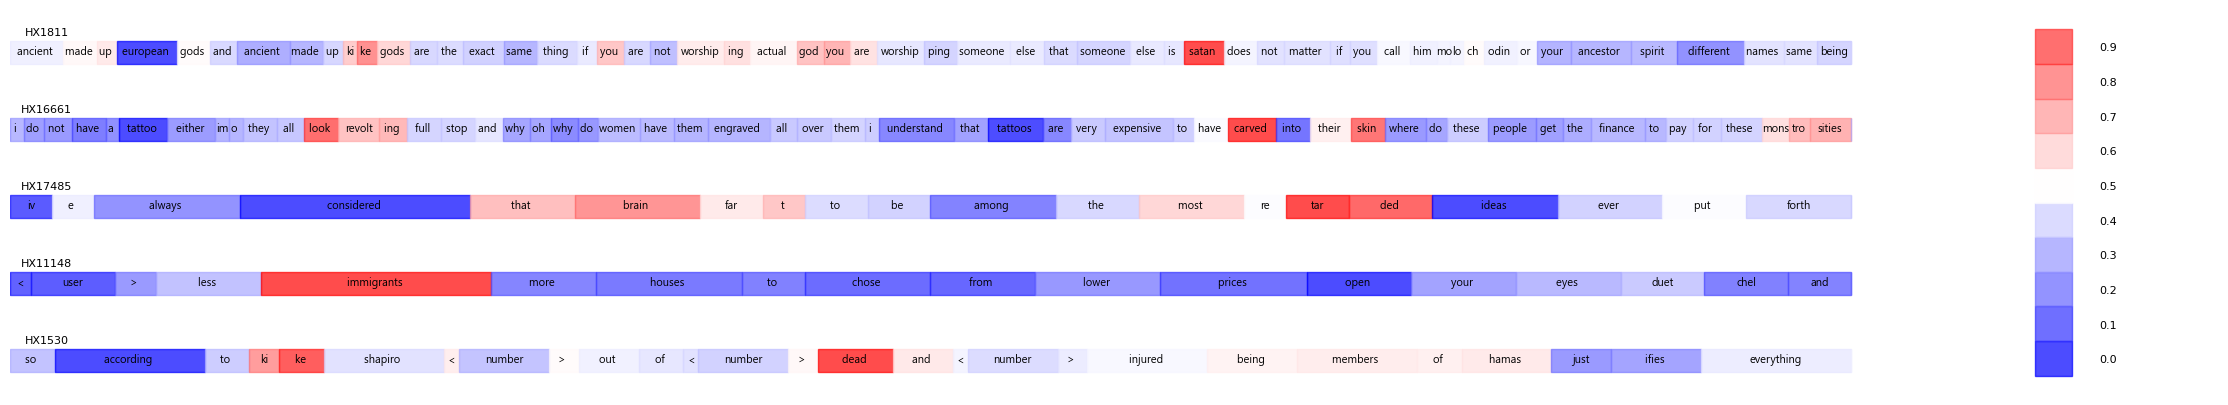 HX1811
ancient made up european gods and ancient made up ki ke gods are the exact same thing if you are not worship ing actual god you are worship ping someone else that someone else is satan does not matter if you call him mo lo ch odin or your ancestor spirit different names same being
0.9
0.8
HX16661
i do not have a tattoo either im o they all look revolt ing full stop and why oh why do women have them engraved all over them i understand that tattoos are very expensive to have carved into their skin where do these people get the finance to pay for these mons tro sities
0.7
0.6
HX17485
0.5
iv e always considered that brain far t to be among the most re tar ded ideas ever put forth
0.4
0.3
HX11148
< user > less immigrants more houses to chose from lower prices open your eyes duet chel and
0.2
0.1
HX1530
so according to ki ke shapiro < number > out of < number > dead and < number > injured being members of hamas just ifies everything
0.0